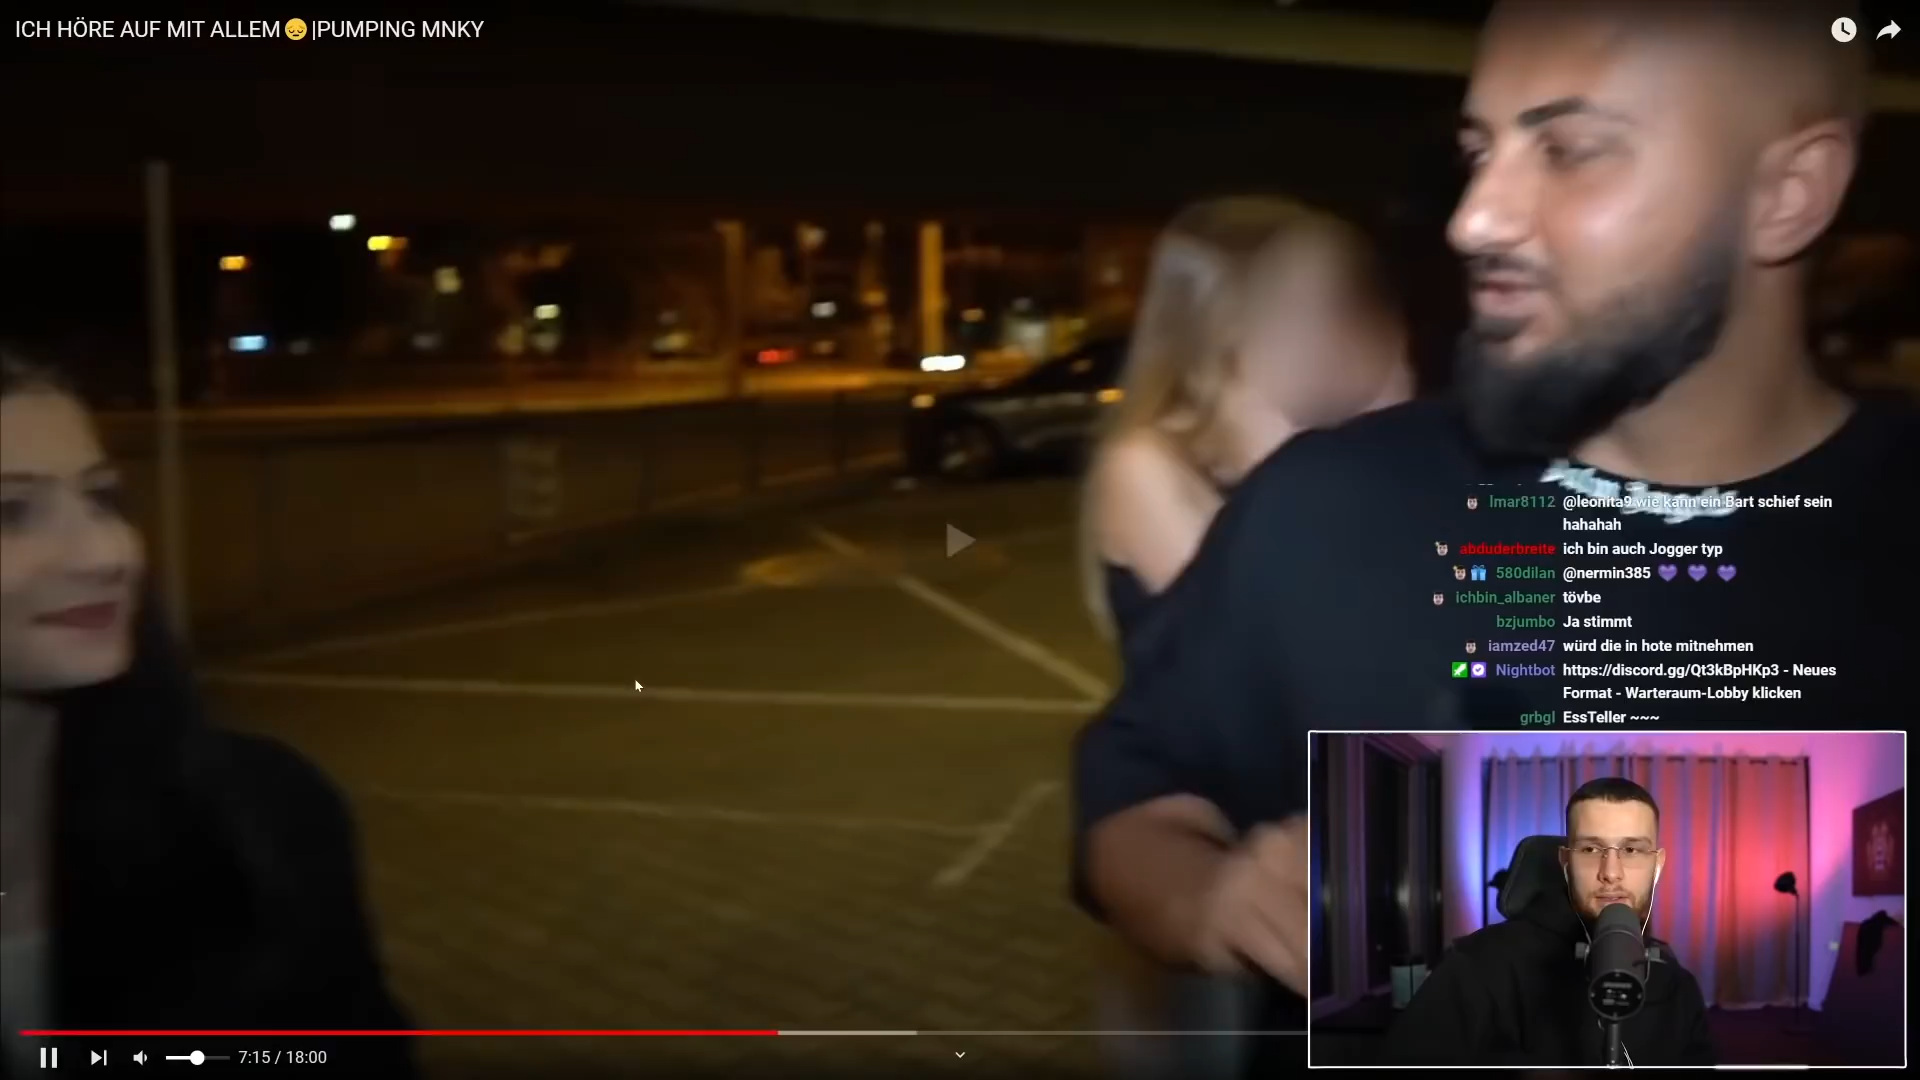 ICH HÖRE AUF MIT ALLEM😔|PUMPING MNKY
lmar8112 @leonita9 wie kann ein Bart schief sein
hahahah
abduderbreite ich bin auch Jogger typ
580dilan @nermin385 💜 💜 💜
ichbin_albaner tövbe
bzjumbo Ja stimmt
iamzed47 würd die in hote mitnehmen
Nightbot https://discord.gg/Qt3kBpHKp3 - Neues
Format - Warteraum-Lobby klicken
grbgl EssTeller ~~~
7:15 / 18:00